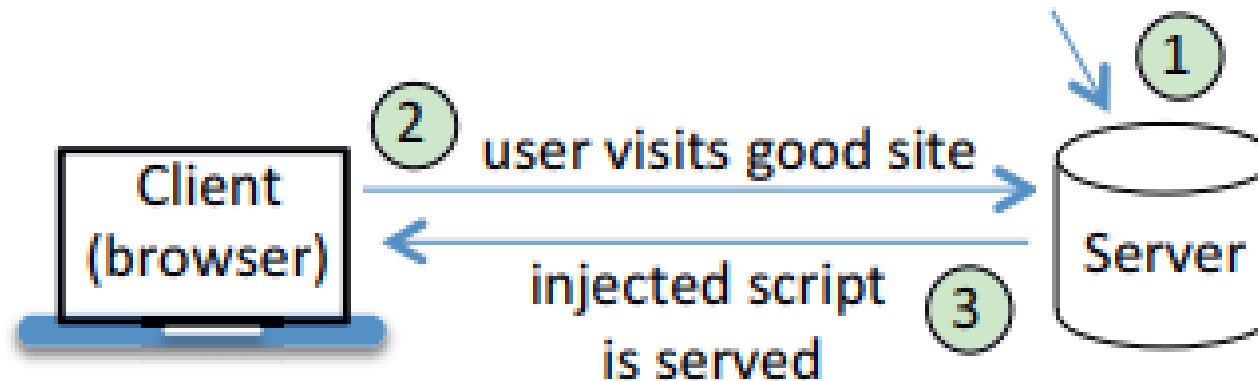 1
2
user visits good site
Client
(browser)
Server
injected script
3
is served